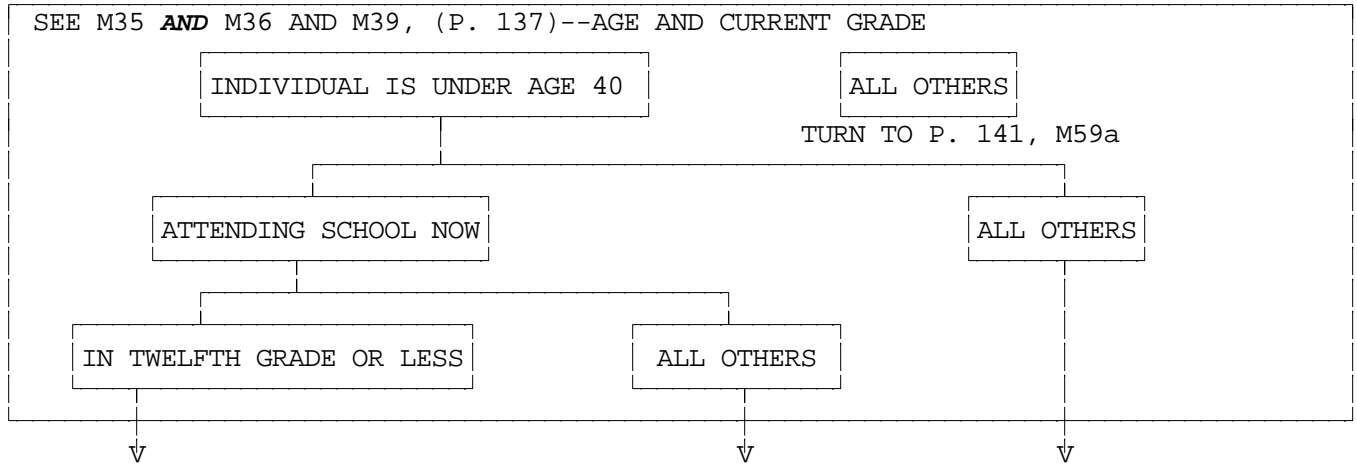 SEE M35 AND M36 AND M39, (P. 137)--AGE AND CURRENT GRADE
INDIVIDUAL IS UNDER AGE 40
ALL OTHERS
TURN TO P. 141, M59a
ATTENDING SCHOOL NOW
ALL OTHERS
IN TWELFTH GRADE OR LESS
ALL OTHERS
V V V